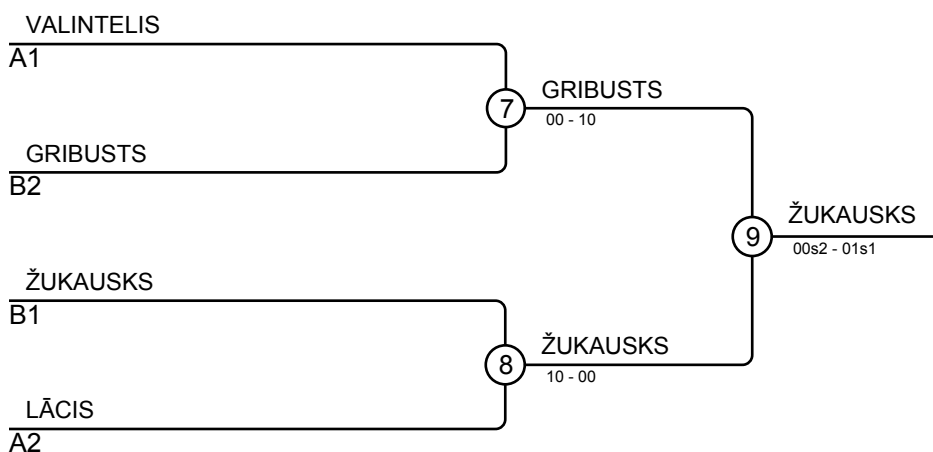 VALINTELIS
A1
7
GRIBUSTS
00 - 10
GRIBUSTS
B2
9
ŽUKAUSKS
00s2 - 01s1
ŽUKAUSKS
B1
8
ŽUKAUSKS
10 - 00
LĀCIS
A2